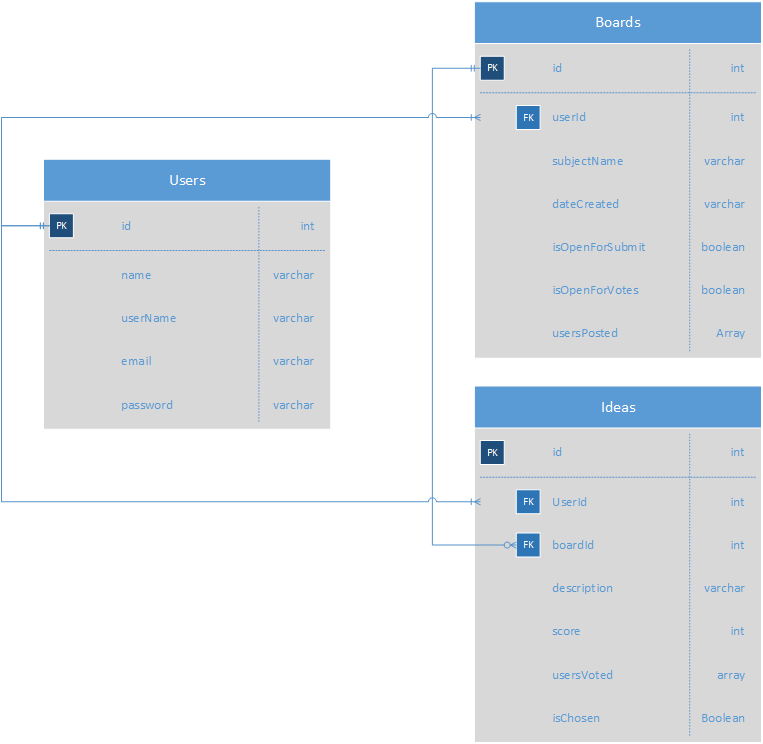 Boards
PK id int
FK userId int
subjectName varchar
dateCreated varchar
isOpenForSubmit boolean
isOpenForVotes boolean
usersPosted Array
Users
PK id int
name varchar
userName varchar
email varchar
password varchar
Ideas
PK id int
FK UserId int
FK boardId int
description varchar
score int
usersVoted array
isChosen Boolean